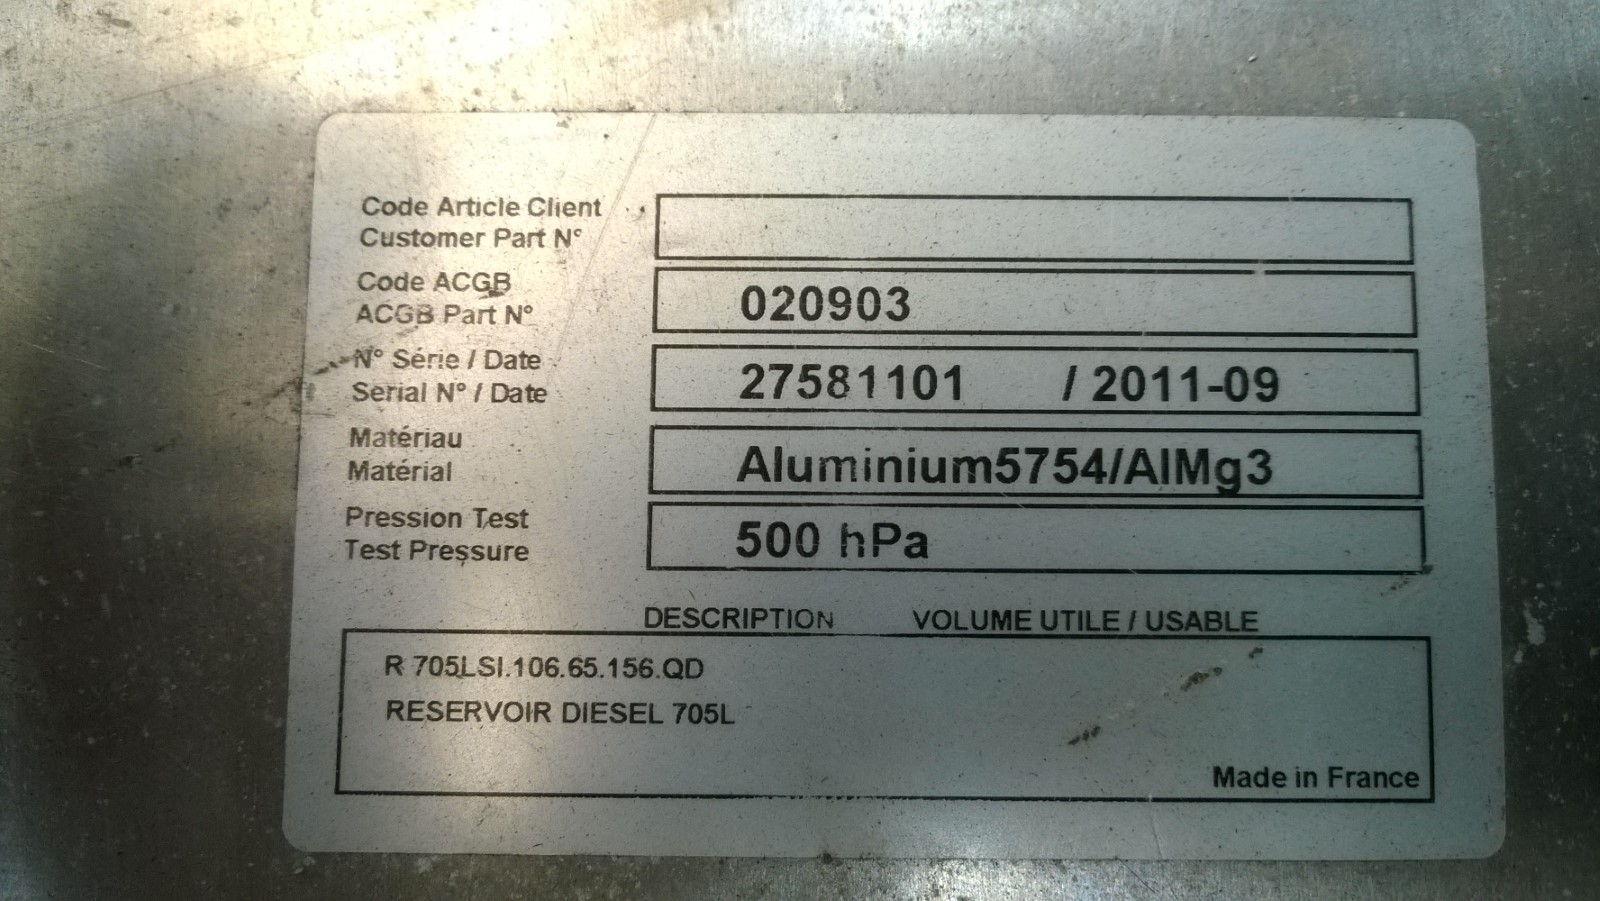 Code Article Client
Customer Part N°
Code ACGB
ACGB Part N°
020903
N° Série / Date
Serial N° / Date
27581101 / 2011-09
Matériau
Matérial
Aluminium5754/AlMg3
Pression Test
Test Pressure
500 hPa
DESCRIPTION VOLUME UTILE / USABLE
R 705LSI.106.65.156.QD
RESERVOIR DIESEL 705L
Made in France